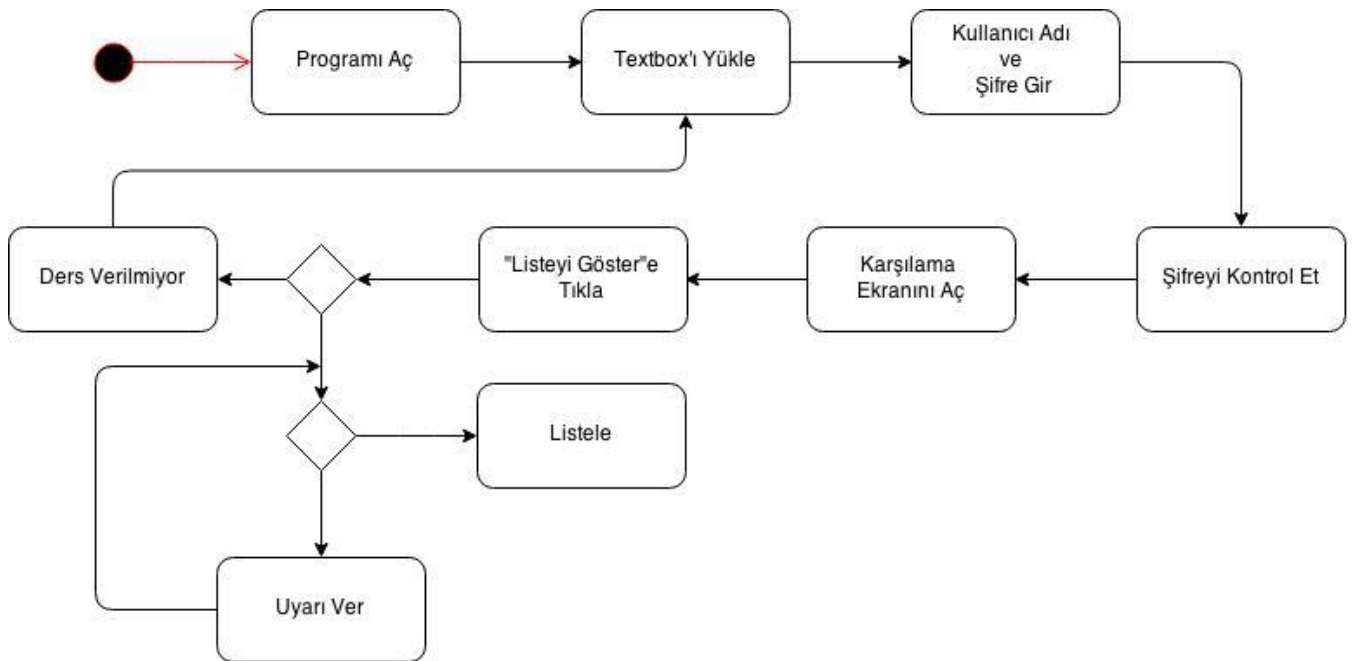 Programı Aç
Textbox'ı Yükle
Kullanıcı Adı
ve
Şifre Gir
Ders Verilmiyor
"Listeyi Göster"e
Tıkla
Karşılama
Ekranını Aç
Şifreyi Kontrol Et
Listele
Uyarı Ver